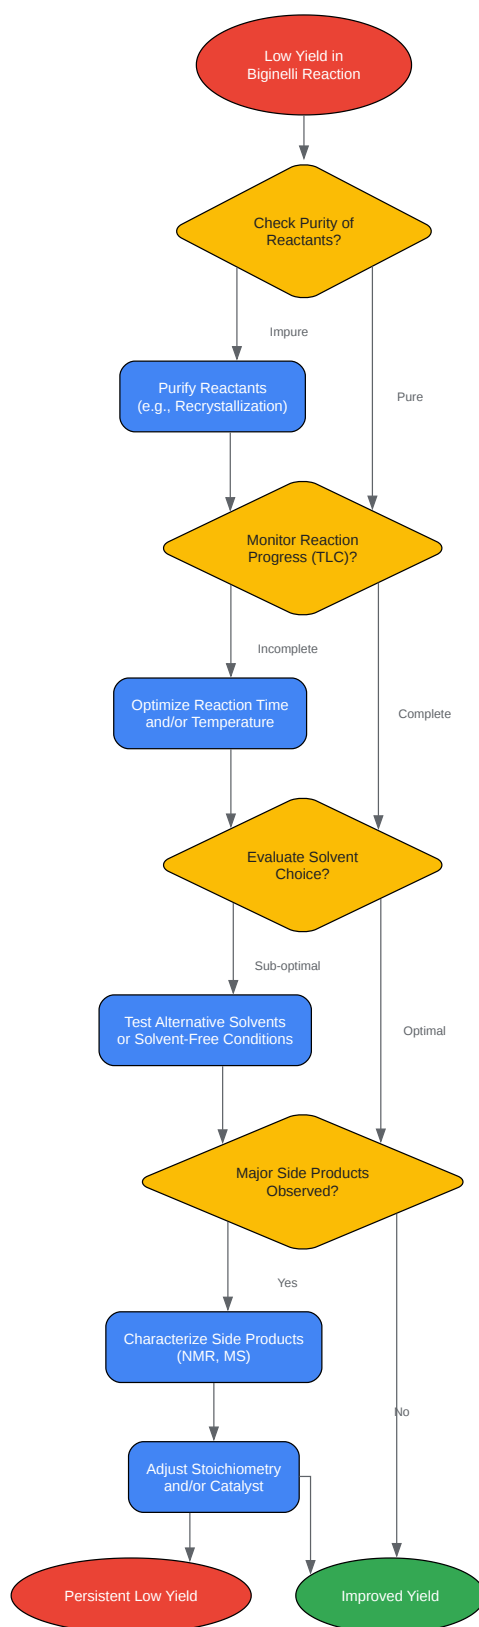 Low Yield in
Biginelli Reaction
Check Purity of
Reactants?
Impure
Purify Reactants
(e.g., Recrystallization)
Pure
Monitor Reaction
Progress (TLC)?
Incomplete
Optimize Reaction Time
and/or Temperature
Complete
Evaluate Solvent
Choice?
Sub-optimal
Test Alternative Solvents
or Solvent-Free Conditions
Optimal
Major Side Products
Observed?
Yes
Characterize Side Products
(NMR, MS)
No
Adjust Stoichiometry
and/or Catalyst
Persistent Low Yield
Improved Yield